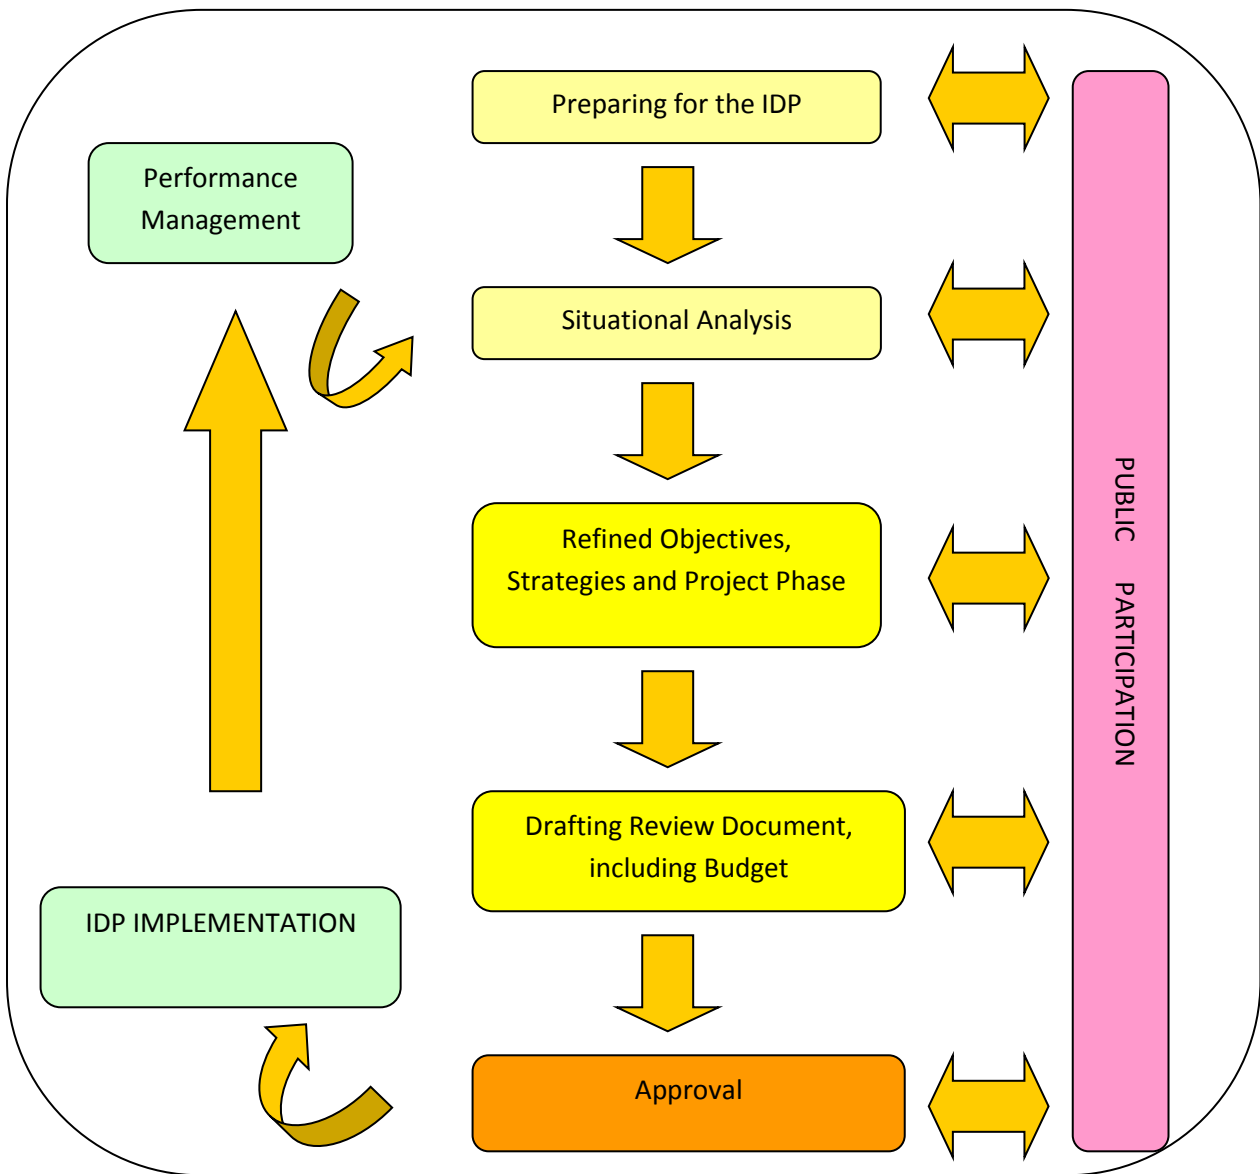 Preparing for the IDP
Performance
Management
Situational Analysis
Refined Objectives,
Strategies and Project Phase
PUBLIC PARTICIPATION
Drafting Review Document,
including Budget
IDP IMPLEMENTATION
Approval